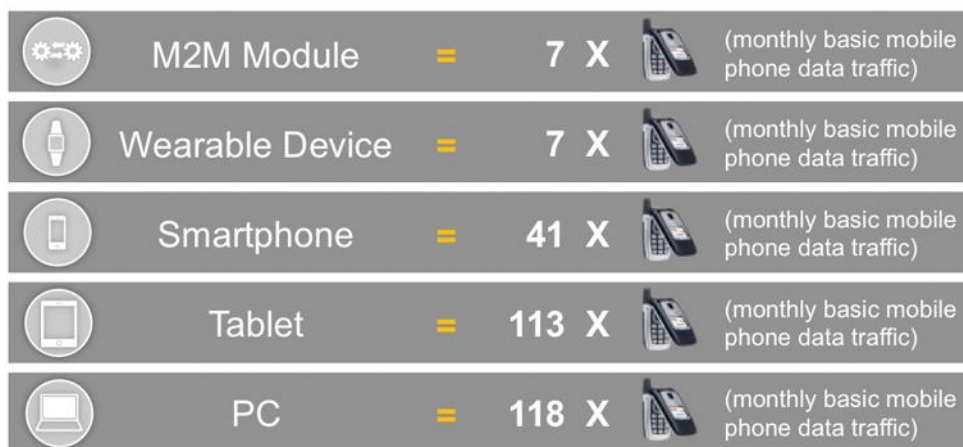 M2M Module = 7 X (monthly basic mobile
phone data traffic)
Wearable Device = 7 X (monthly basic mobile
phone data traffic)
Smartphone = 41 X (monthly basic mobile
phone data traffic)
Tablet = 113 X (monthly basic mobile
phone data traffic)
PC = 118 X (monthly basic mobile
phone data traffic)